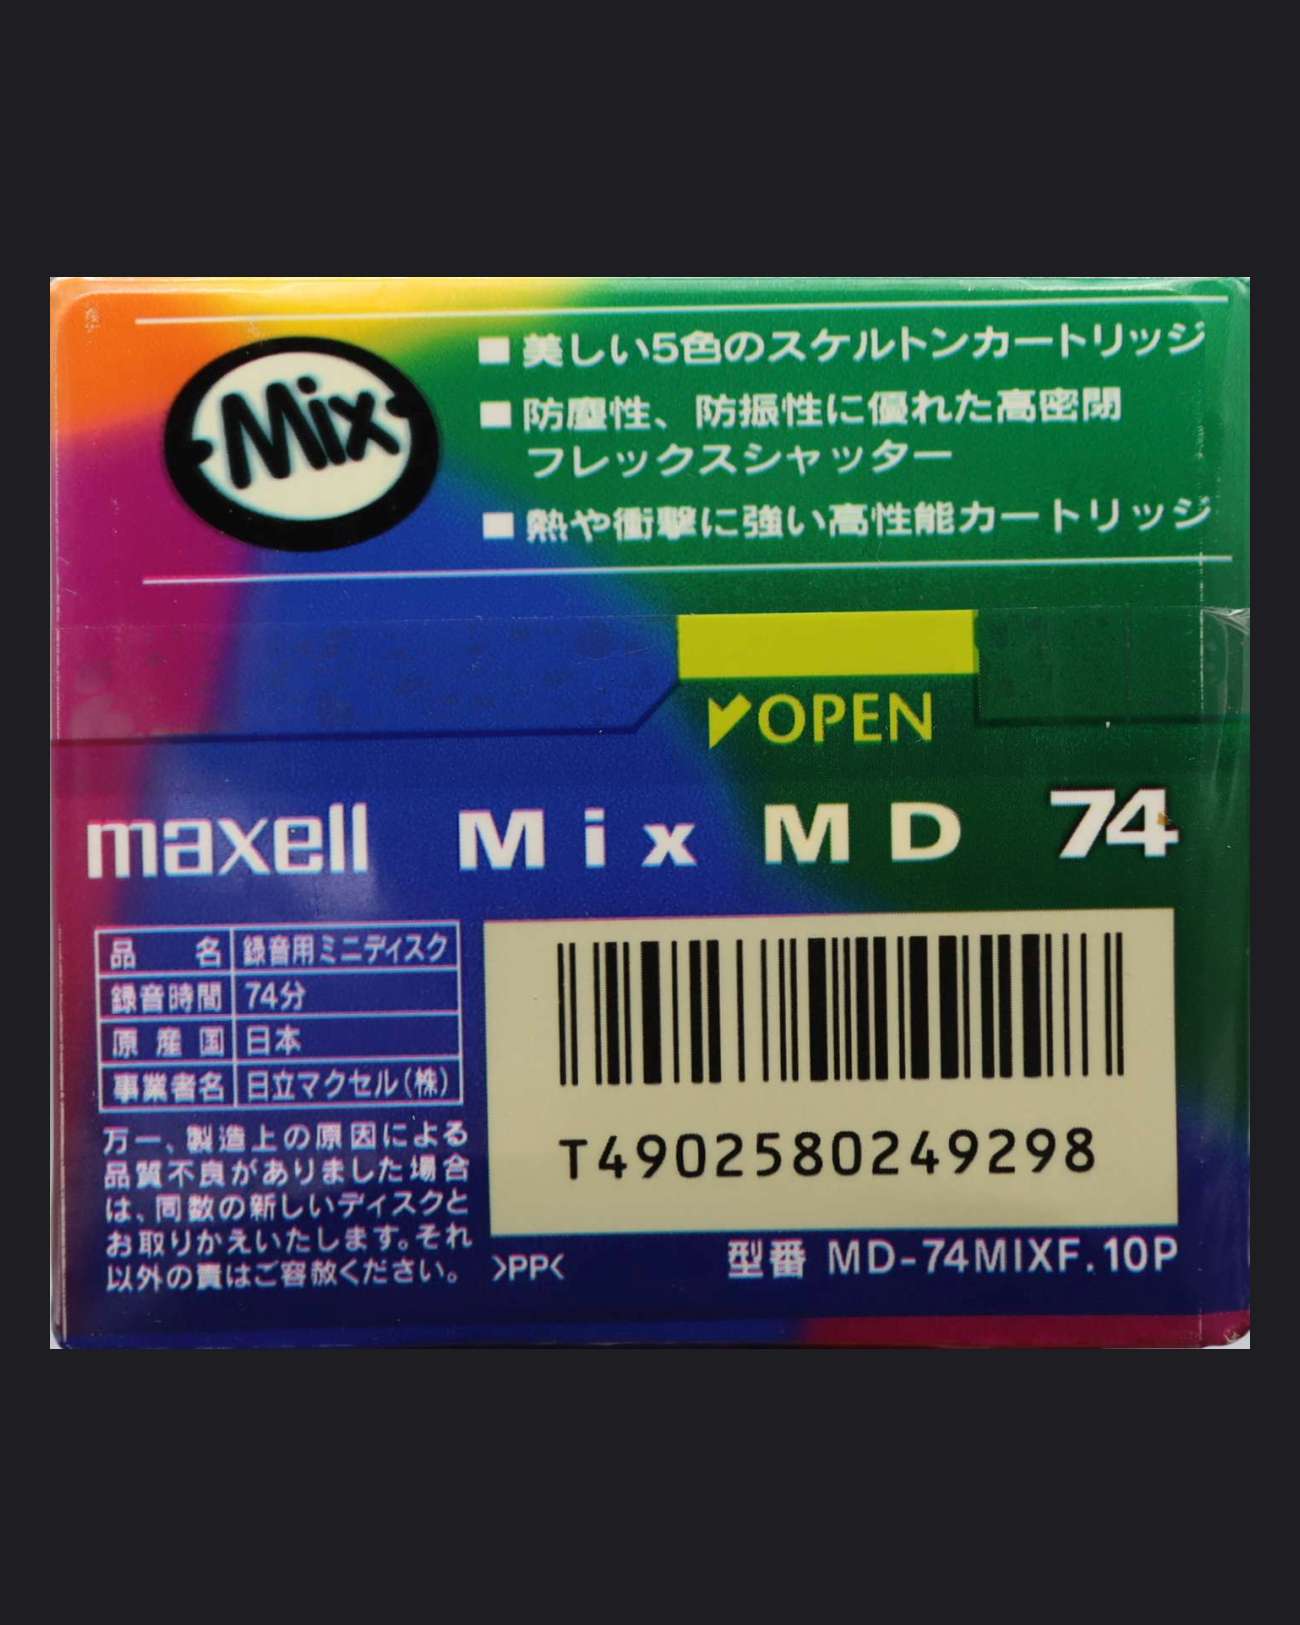 Mix
■ 美しい5色のスケルトンカートリッジ
■ 防塵性、防振性に優れた高密閉
フレックスシャッター
■ 熱や衝撃に強い高性能カートリッジ
OPEN
maxell Mix MD 74
品 名 録音用ミニディスク
録音時間 74分
原産国 日本
事業者名 日立マクセル(株)
万一、製造上の原因による
品質不良がありました場合
は、同数の新しいディスクと
お取りかえいたします。それ
以外の責はご容赦ください。
T4902580249298
>PP<
型番 MD-74MIXF.10P